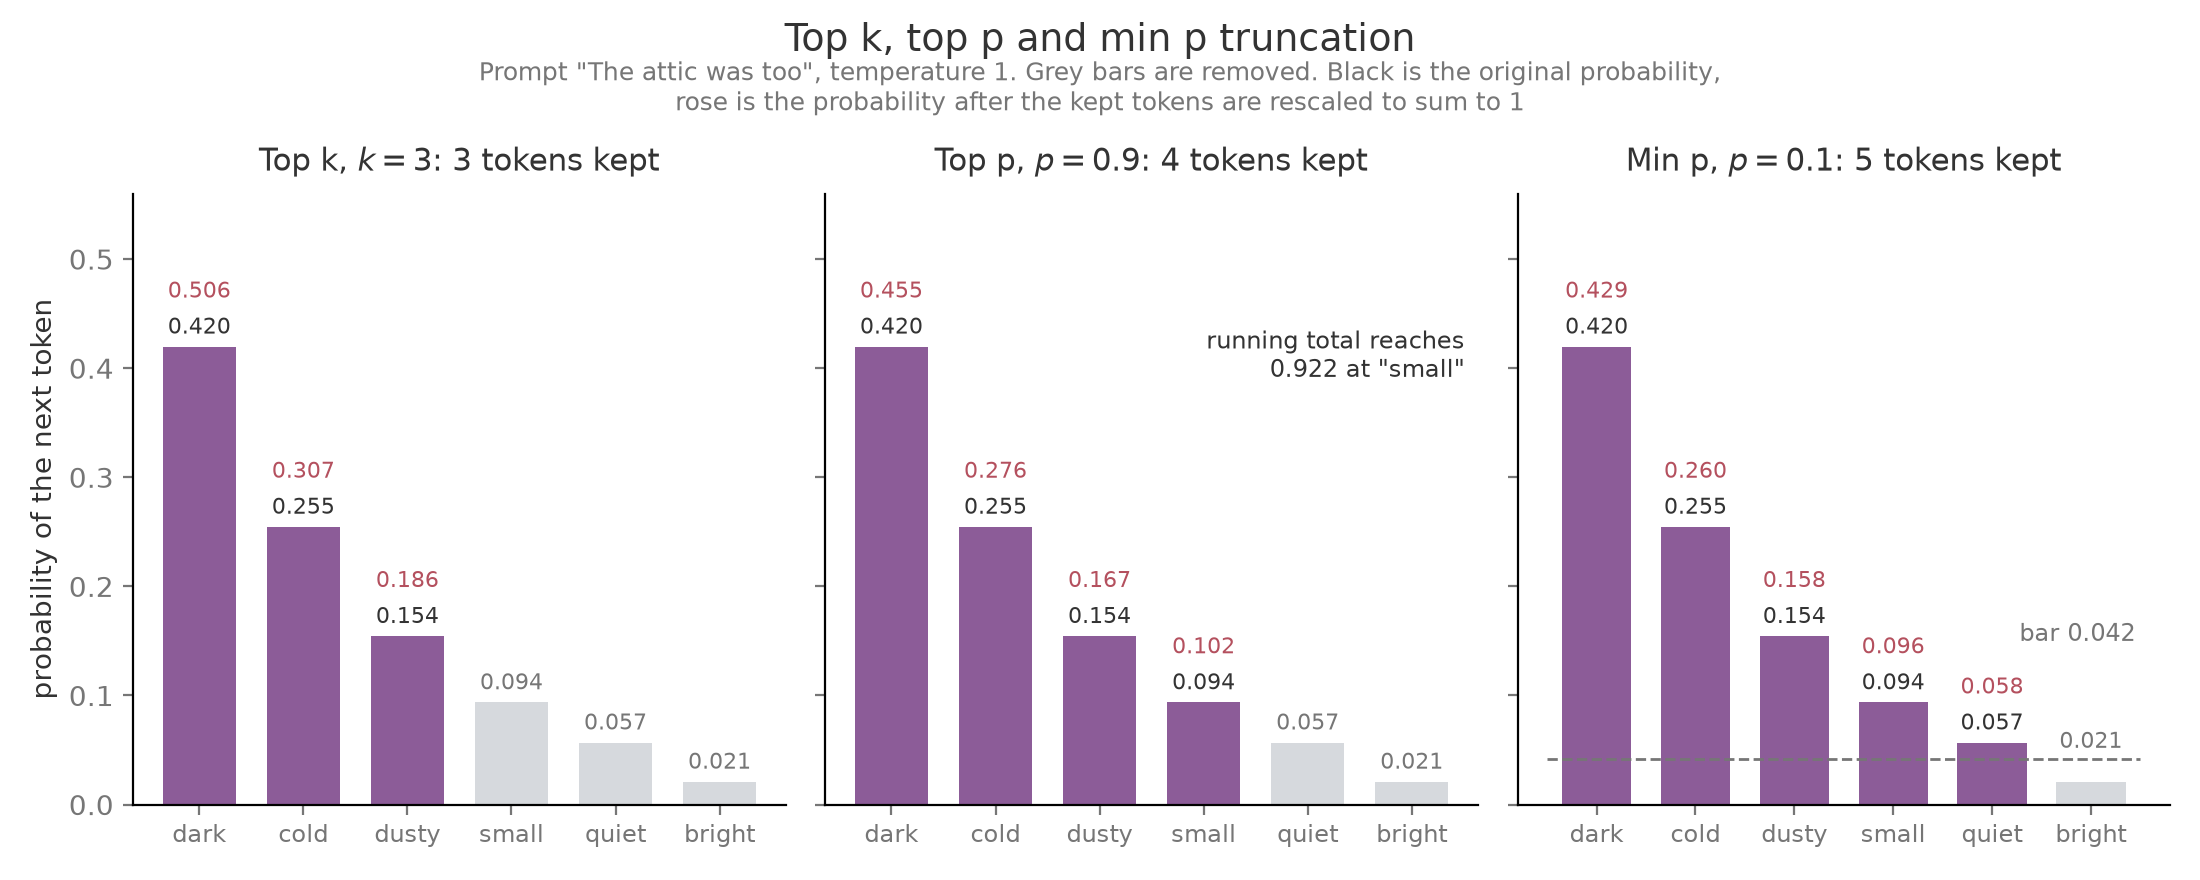 Top k, top p and min p truncation
Prompt "The attic was too", temperature 1. Grey bars are removed. Black is the original probability,
rose is the probability after the kept tokens are rescaled to sum to 1
Top k, k = 3: 3 tokens kept
probability of the next token
0.5
0.4
0.3
0.2
0.1
0.0
0.506
0.420
0.307
0.255
0.186
0.154
0.094
0.057
0.021
dark cold dusty small quiet bright
Top p, p = 0.9: 4 tokens kept
0.455
0.420
running total reaches
0.922 at "small"
0.276
0.255
0.167
0.154
0.102
0.094
0.057
0.021
dark cold dusty small quiet bright
Min p, p = 0.1: 5 tokens kept
0.429
0.420
0.260
0.255
0.158
0.154
bar 0.042
0.096
0.094
0.058
0.057
0.021
dark cold dusty small quiet bright